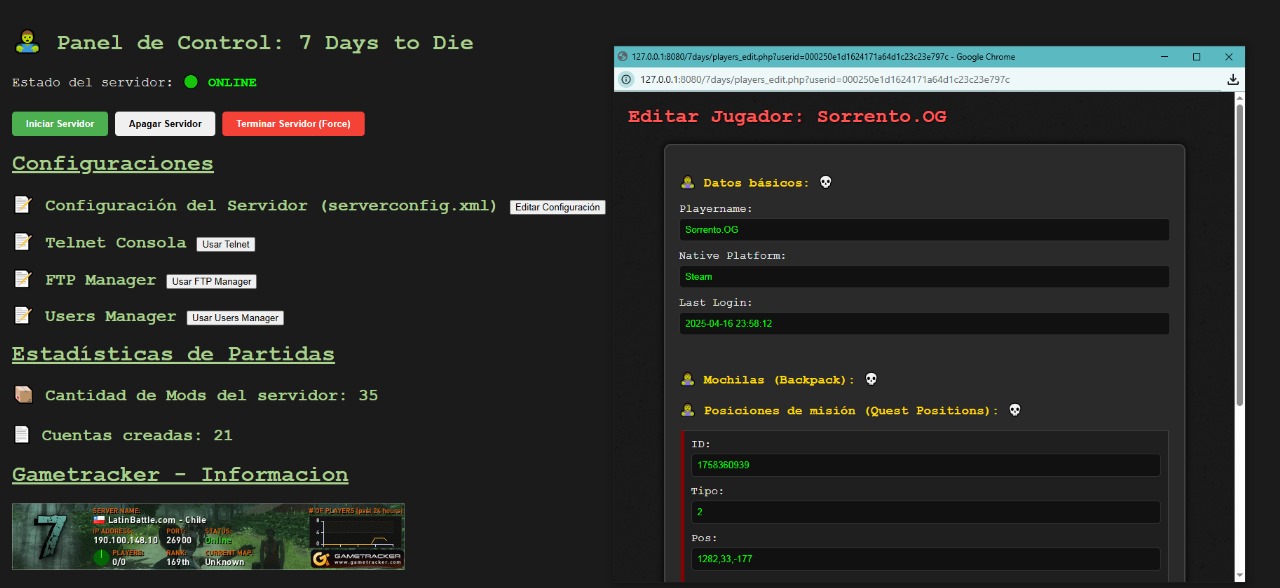 Panel de Control: 7 Days to Die
Estado del servidor: ONLINE
Iniciar Servidor
Apagar Servidor
Terminar Servidor (Force)
Configuraciones
Configuración del Servidor (serverconfig.xml)
Editar Configuración
Telnet Consola
Usar Telnet
FTP Manager
Usar FTP Manager
Users Manager
Usar Users Manager
Estadísticas de Partidas
Cantidad de Mods del servidor: 35
Cuentas creadas: 21
Gametracker - Informacion
7
SERVER NAME:
LatinBattle.com - Chile
IP ADDRESS: PORT: STATUS:
190.100.148.10 26900 Online
PLAYERS: RANK: CURRENT MAP:
0/0 169th Unknown
# OF PLAYERS (past 24 hours)
GAMETRACKER
www.gametracker.com
127.0.0.1:8080/7days/players_edit.php?userid=000250e1d1624171a64d1c23c23e797c - Google Chrome
127.0.0.1:8080/7days/players_edit.php?userid=000250e1d1624171a64d1c23c23e797c
Editar Jugador: Sorrento.OG
Datos básicos:
Playername:
Sorrento.OG
Native Platform:
Steam
Last Login:
2025-04-16 23:58:12
Mochilas (Backpack):
Posiciones de misión (Quest Positions):
ID:
1758360939
Tipo:
2
Pos:
1282,33,-177